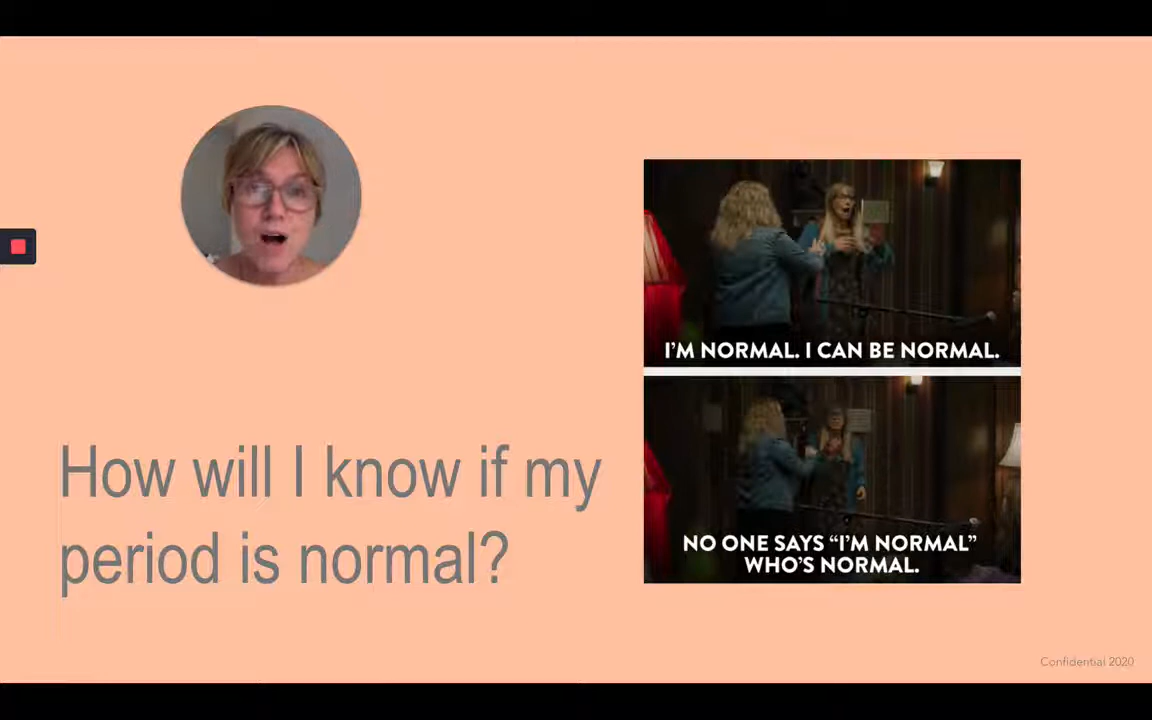 How will I know if my
period is normal?
I'M NORMAL. I CAN BE NORMAL.
NO ONE SAYS “I'M NORMAL”
WHO'S NORMAL.
Confidential 2020